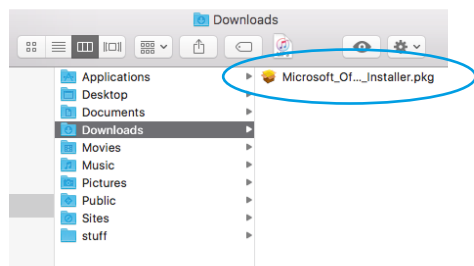 Downloads
Applications
Desktop
Documents
Downloads
Movies
Music
Pictures
Public
Sites
stuff
Microsoft_Of..._Installer.pkg